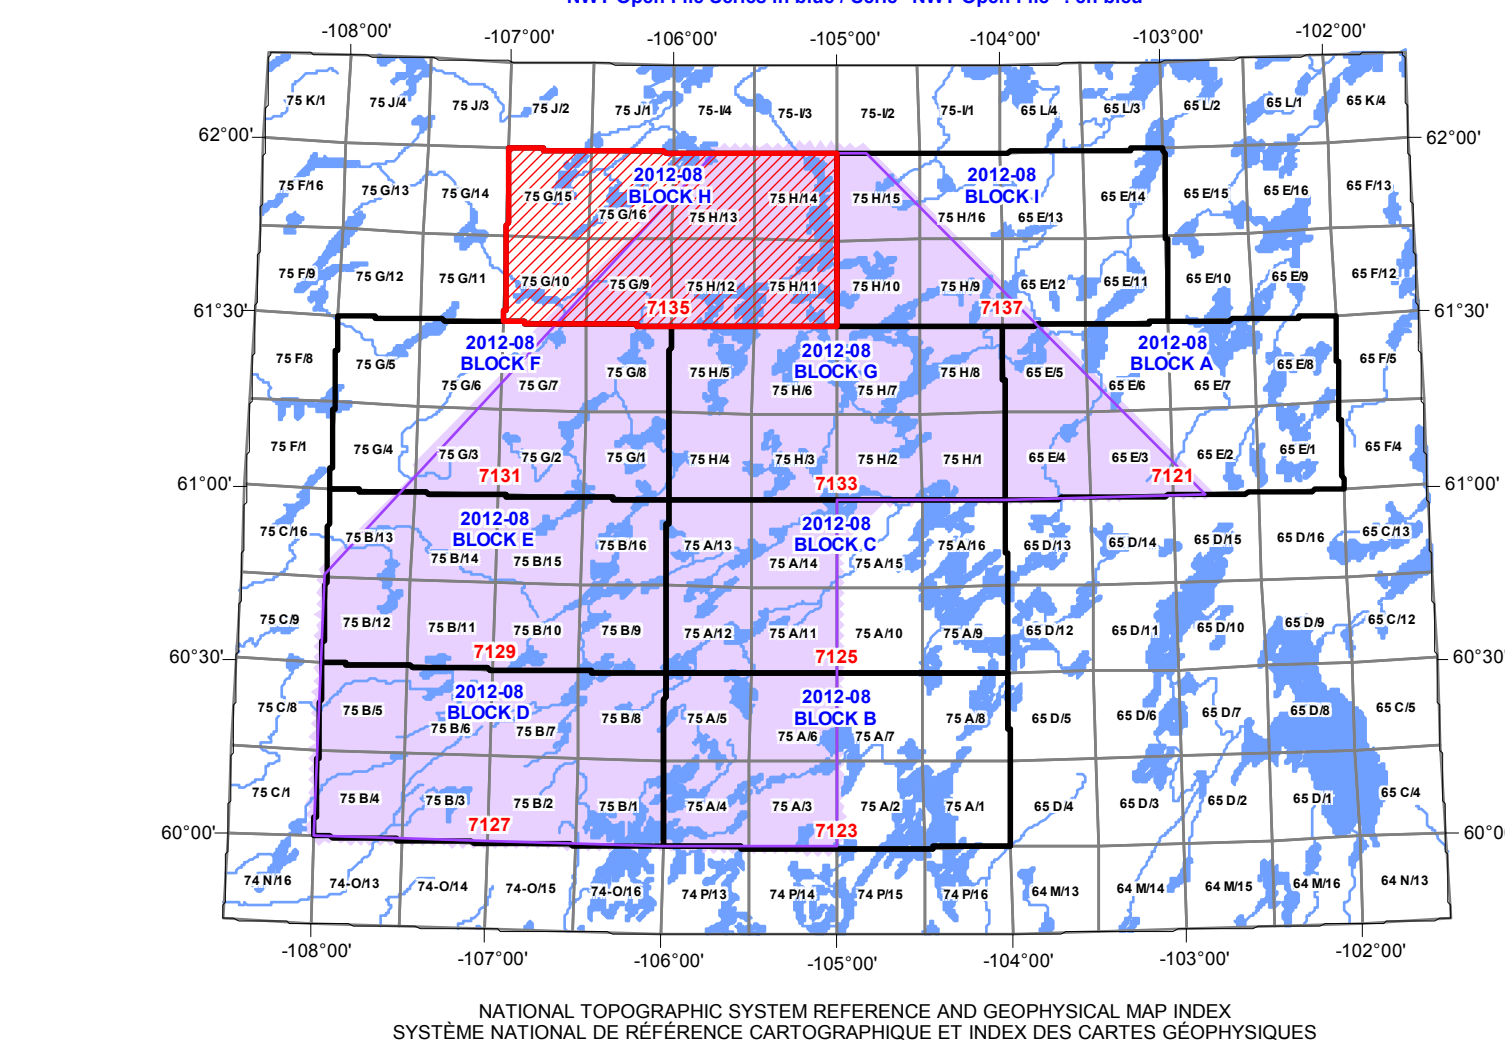 -108°00' -107°00' -106°00' -105°00' -104°00' -103°00' -102°00'
75 K/1 75 J/4 75 J/3 75 J/2 75 J/1 75-I/4 75-I/3 75-I/2 75-I/1 65 L/4 65 L/3 65 L/2 65 L/1 65 K/4
62°00' 62°00'
2012-08 2012-08
BLOCK H BLOCK I
75 F/16 75 G/13 75 G/14 75 G/15 75 G/16 75 H/13 75 H/14 75 H/15 75 H/16 65 E/13 65 E/14 65 E/15 65 E/16 65 F/13
75 F/9 75 G/12 75 G/11 75 G/10 75 G/9 75 H/12 75 H/11 75 H/10 75 H/9 65 E/12 65 E/11 65 E/10 65 E/9 65 F/12
61°30' 7135 7137 61°30'
2012-08 2012-08 2012-08
BLOCK F BLOCK G BLOCK A
75 F/8 75 G/5 75 G/6 75 G/7 75 G/8 75 H/5 75 H/6 75 H/7 75 H/8 65 E/5 65 E/6 65 E/7 65 E/8 65 F/5
75 F/1 75 G/4 75 G/3 75 G/2 75 G/1 75 H/4 75 H/3 75 H/2 75 H/1 65 E/4 65 E/3 65 E/2 65 E/1 65 F/4
61°00' 7131 7133 7121 61°00'
2012-08 2012-08
BLOCK E BLOCK C
75 C/16 75 B/13 75 B/14 75 B/15 75 B/16 75 A/13 75 A/14 75 A/15 75 A/16 65 D/13 65 D/14 65 D/15 65 D/16 65 C/13
75 C/9 75 B/12 75 B/11 75 B/10 75 B/9 75 A/12 75 A/11 75 A/10 75 A/9 65 D/12 65 D/11 65 D/10 65 D/9 65 C/12
60°30' 7129 7125 60°30'
2012-08 2012-08
BLOCK D BLOCK B
75 C/8 75 B/5 75 B/6 75 B/7 75 B/8 75 A/5 75 A/6 75 A/7 75 A/8 65 D/5 65 D/6 65 D/7 65 D/8 65 C/5
75 C/1 75 B/4 75 B/3 75 B/2 75 B/1 75 A/4 75 A/3 75 A/2 75 A/1 65 D/4 65 D/3 65 D/2 65 D/1 65 C/4
60°00' 7127 7123
74 N/16 74-O/13 74-O/14 74-O/15 74-O/16 74 P/13 74 P/14 74 P/15 74 P/16 64 M/13 64 M/14 64 M/15 64 M/16 64 N/13
-108°00' -107°00' -106°00' -105°00' -104°00' -103°00' -102°00'
NATIONAL TOPOGRAPHIC SYSTEM REFERENCE AND GEOPHYSICAL MAP INDEX
SYSTÈME NATIONAL DE RÉFÉRENCE CARTOGRAPHIQUE ET INDEX DES CARTES GÉOPHYSIQUES